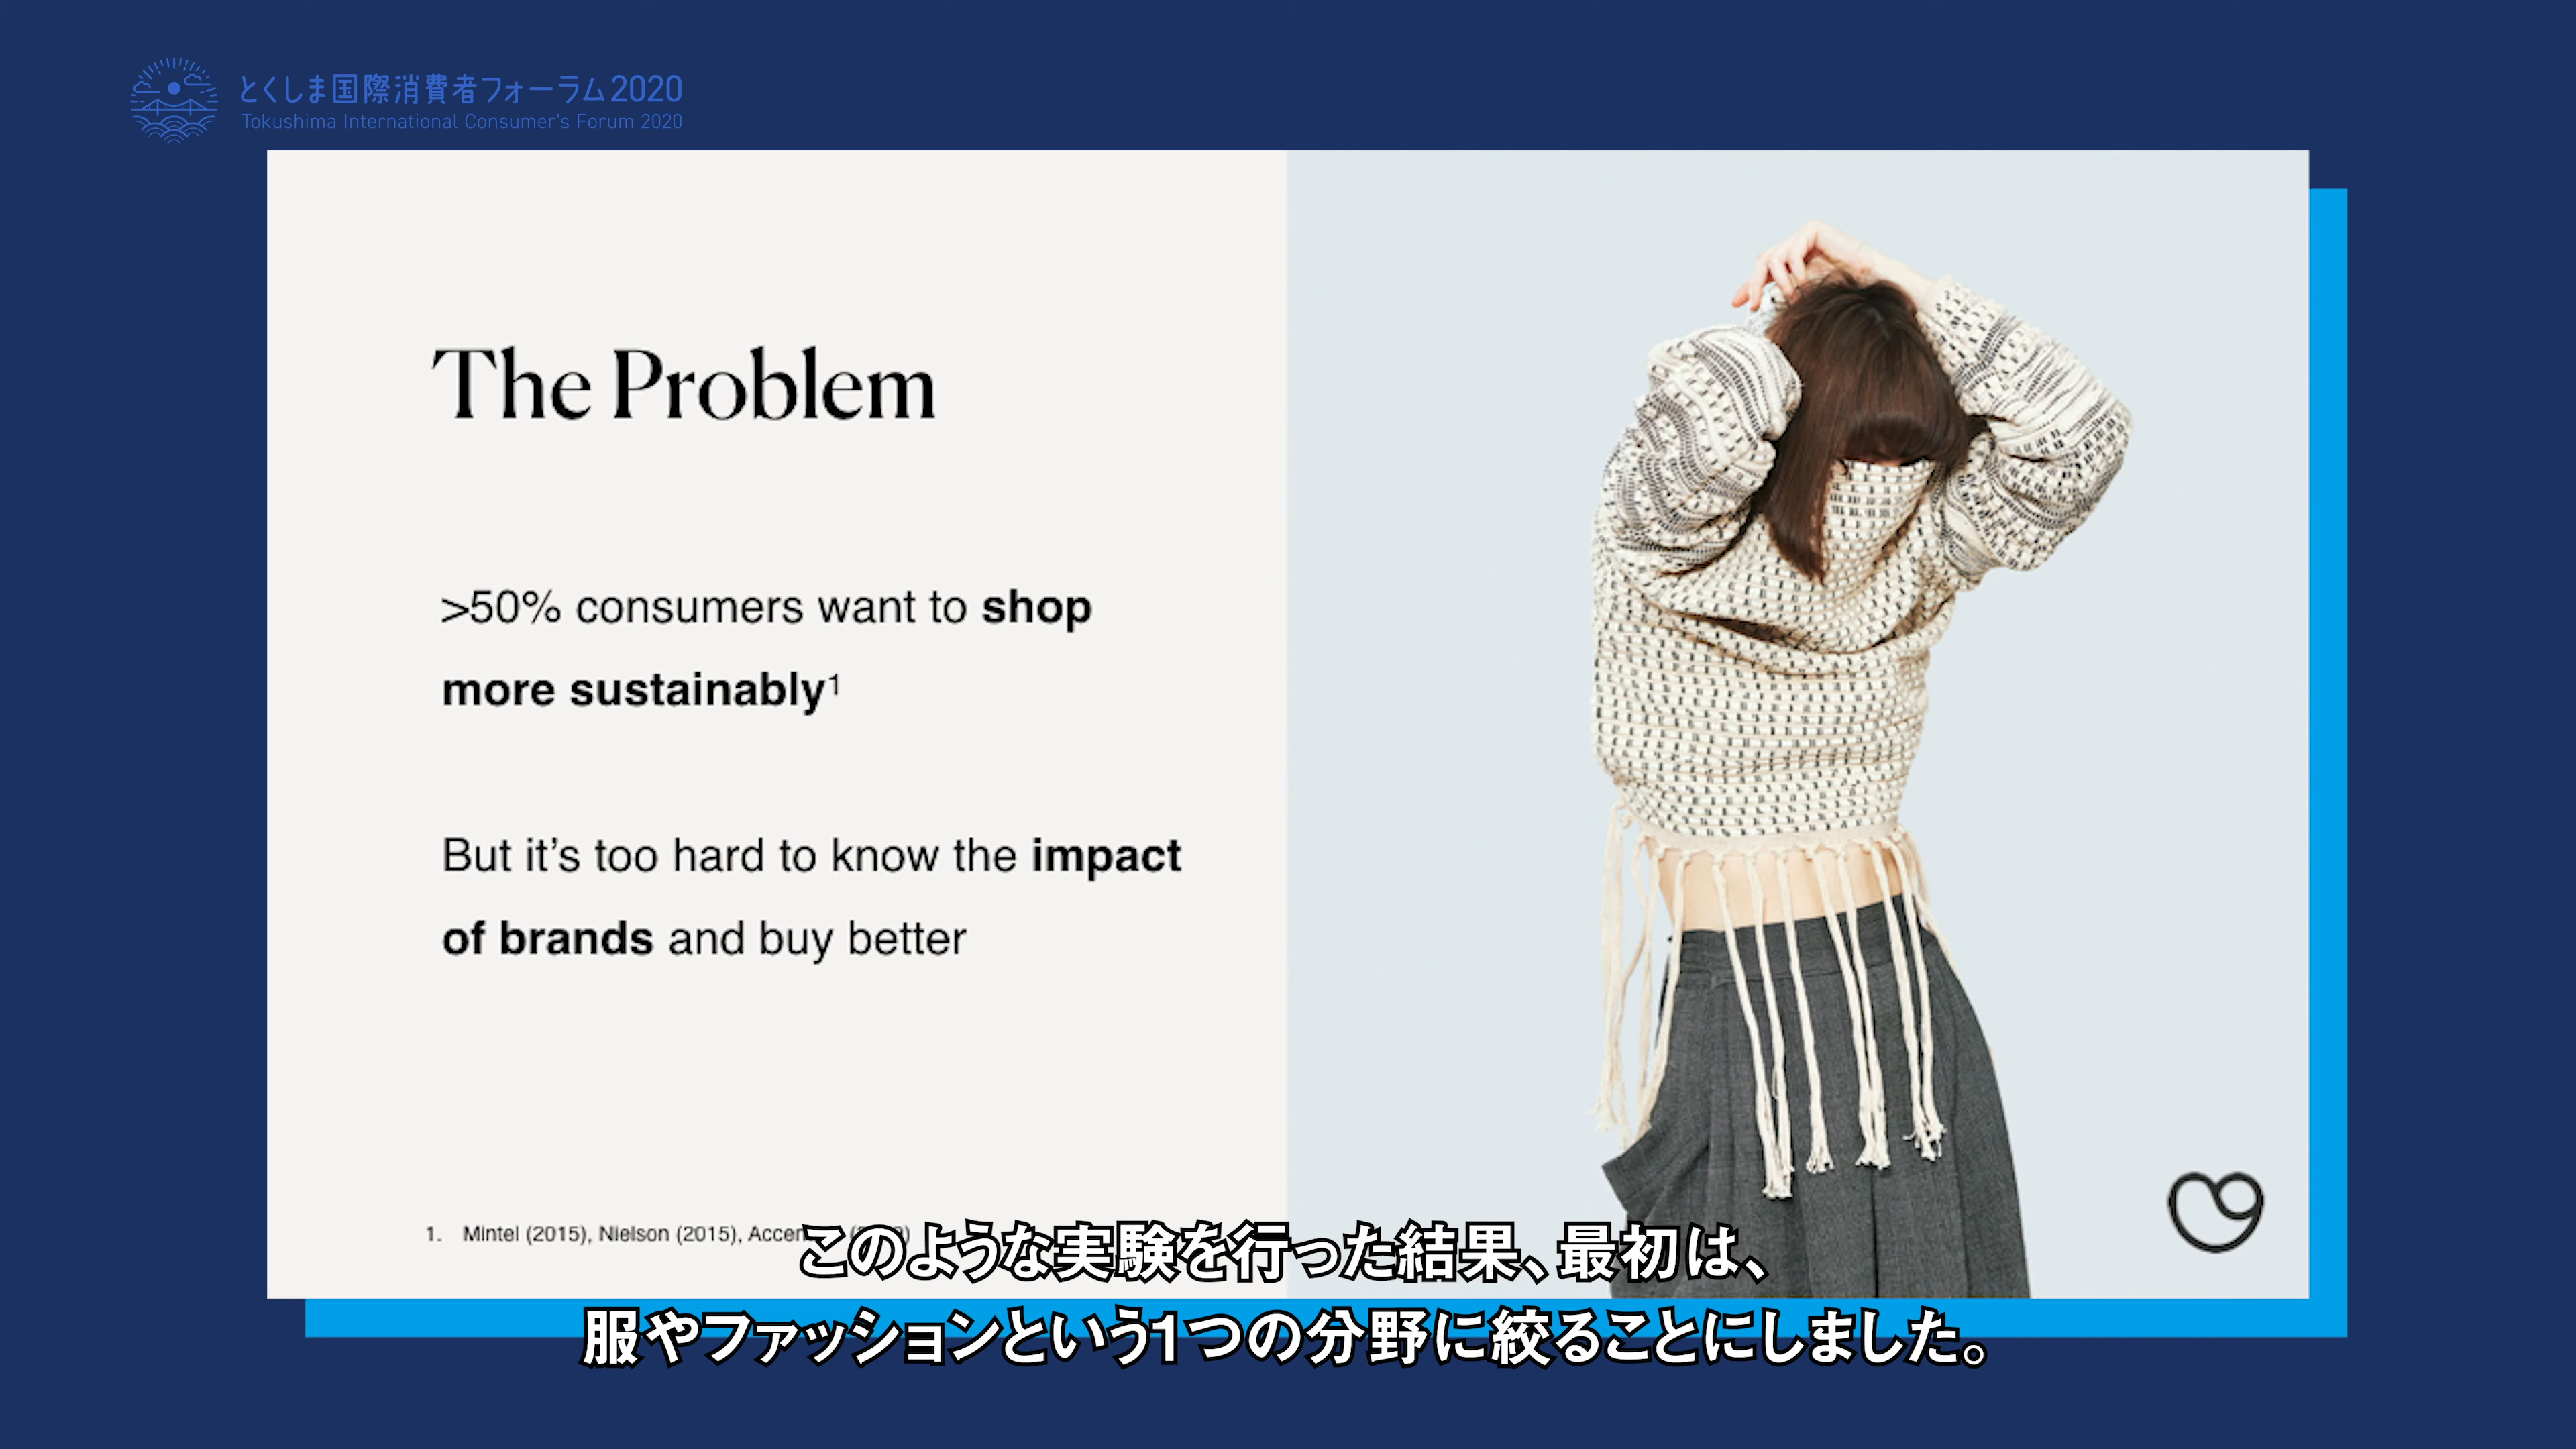 とくしま国際消費者フォーラム2020
Tokushima International Consumer's Forum 2020
The Problem
>50% consumers want to shop
more sustainably¹
But it's too hard to know the impact
of brands and buy better
1. Mintel (2015), Nielson (2015),
このような実験を行った結果、最初は、
服やファッションという1つの分野に絞ることにしました。